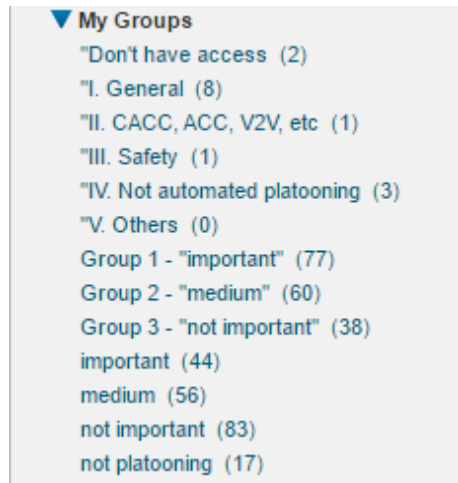 My Groups
"Don't have access (2)
"I. General (8)
"II. CACC, ACC, V2V, etc (1)
"III. Safety (1)
"IV. Not automated platooning (3)
"V. Others (0)
Group 1 - "important" (77)
Group 2 - "medium" (60)
Group 3 - "not important" (38)
important (44)
medium (56)
not important (83)
not platooning (17)